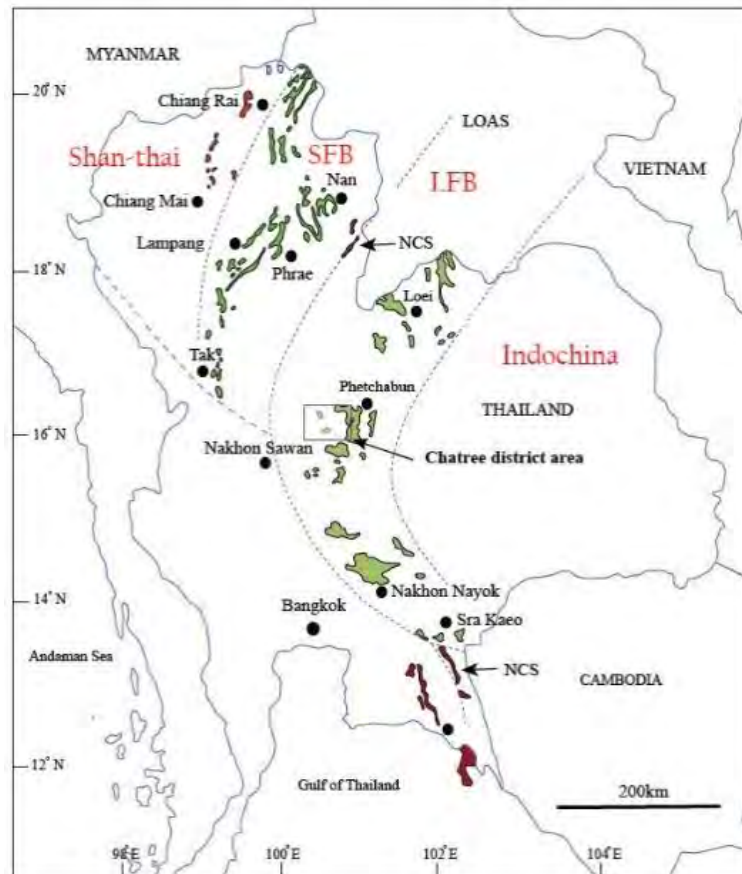 MYANMAR
20° N
Chiang Rai
LOAS
Shan-thai
SFB
LFB
VIETNAM
Nan
Chiang Mai
Lampang
NCS
18° N
Phrae
Loei
Indochina
Tak
Phetchabun
THAILAND
16° N
Nakhon Sawan
Chatree district area
14° N
Nakhon Nayok
Bangkok
Sra Kaeo
Andaman Sea
NCS
CAMBODIA
12° N
Gulf of Thailand
200km
98°E
100°E
102°E
104°E